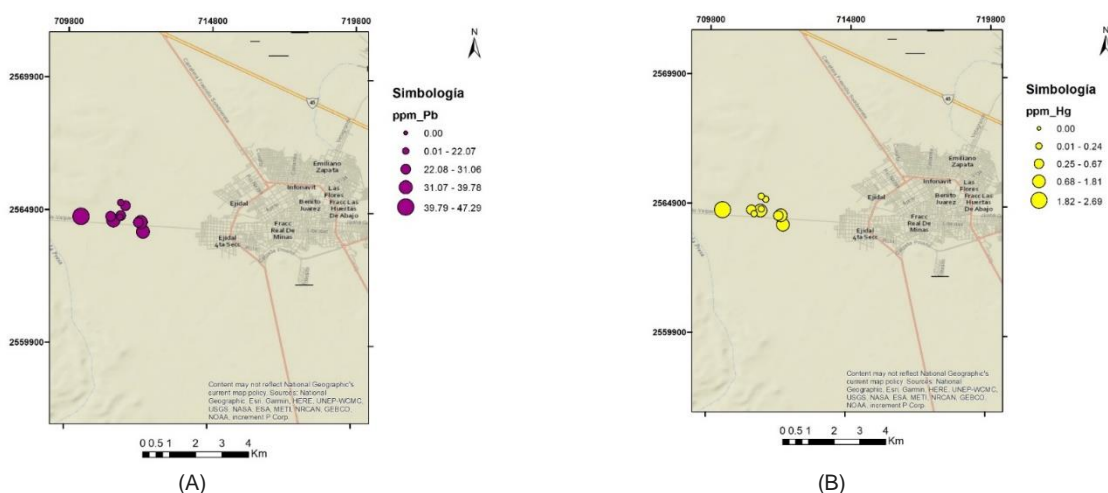 709800 714800 719800
N
2569900
2564900
2559900
45
Emiliano
Zapata
Infonavit
Las
Flores
Benito
Juarez
Fracc Las
Huertas
De Abajo
Ejidal
Fracc
Real De
Minas
Ejidal
4ta Secc
Content may not reflect National Geographic's
current map policy. Sources: National
Geographic, Esri, Garmin, HERE, UNEP-WCMC,
USGS, NASA, ESA, METI, NRCAN, GEBCO,
NOAA, increment P Corp.
0 0.5 1 2 3 4
Km
Simbología
ppm_Pb
0.00
0.01 - 22.07
22.08 - 31.06
31.07 - 39.78
39.79 - 47.29
(A)
709800 714800 719800
N
2569900
2564900
2559900
45
Emiliano
Zapata
Infonavit
Las
Flores
Benito
Juarez
Fracc Las
Huertas
De Abajo
Ejidal
Fracc
Real De
Minas
Ejidal
4ta Secc
Content may not reflect National Geographic's
current map policy. Sources: National
Geographic, Esri, Garmin, HERE, UNEP-WCMC,
USGS, NASA, ESA, METI, NRCAN, GEBCO,
NOAA, increment P Corp.
0 0.5 1 2 3 4
Km
Simbología
ppm_Hg
0.00
0.01 - 0.24
0.25 - 0.67
0.68 - 1.81
1.82 - 2.69
(B)